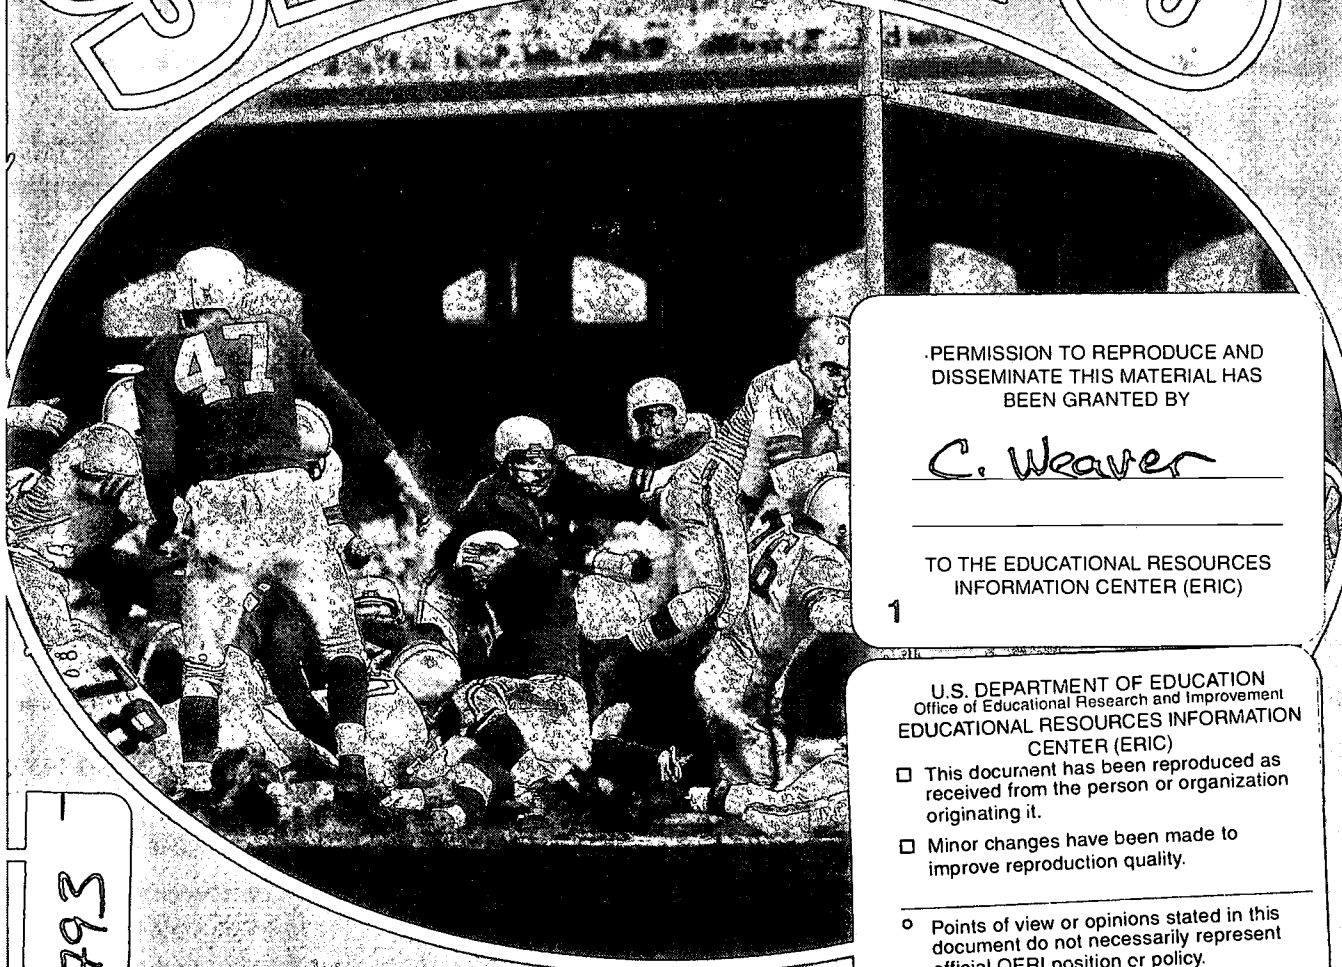 47
PERMISSION TO REPRODUCE AND
DISSEMINATE THIS MATERIAL HAS
BEEN GRANTED BY
C. Weaver
TO THE EDUCATIONAL RESOURCES
INFORMATION CENTER (ERIC)
1
U.S. DEPARTMENT OF EDUCATION
Office of Educational Research and Improvement
EDUCATIONAL RESOURCES INFORMATION
CENTER (ERIC)
This document has been reproduced as
received from the person or organization
originating it.
Minor changes have been made to
improve reproduction quality.
Points of view or opinions stated in this
document do not necessarily represent
official OERI position or policy.
793